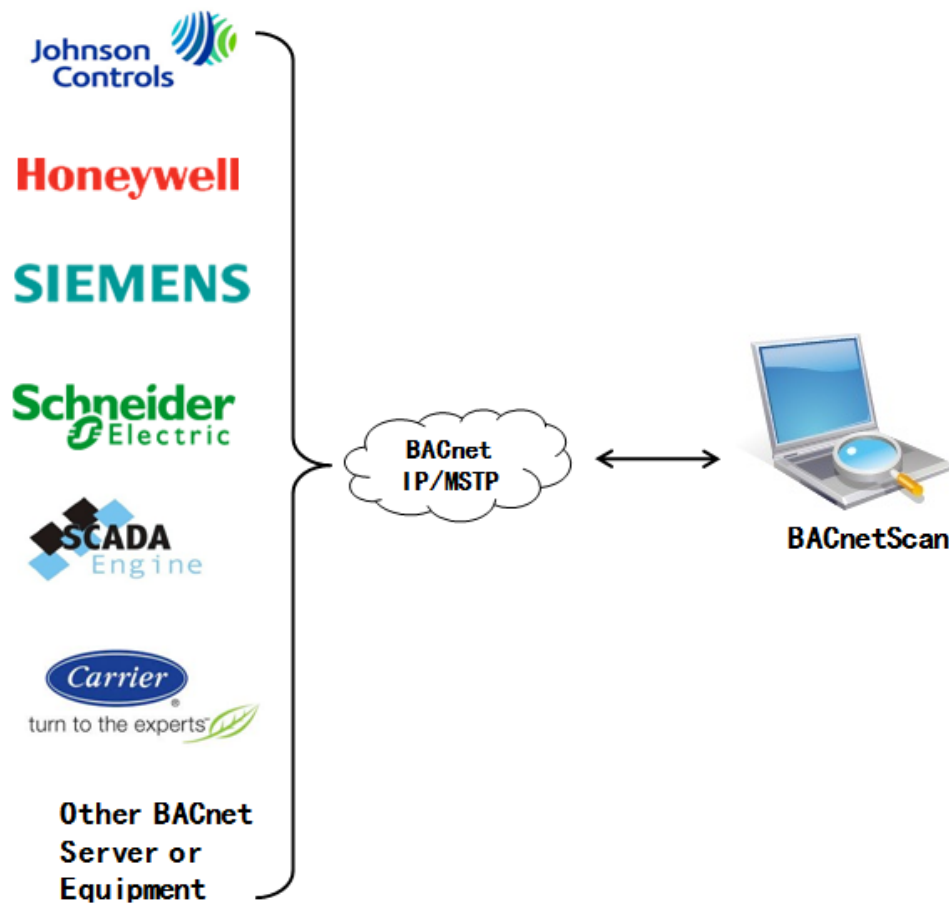 Johnson
Controls
Honeywell
SIEMENS
Schneider
Electric
SCADA
Engine
Carrier
®
turn to the experts℠
Other BACnet
Server or
Equipment
BACnet
IP/MSTP
BACnetScan